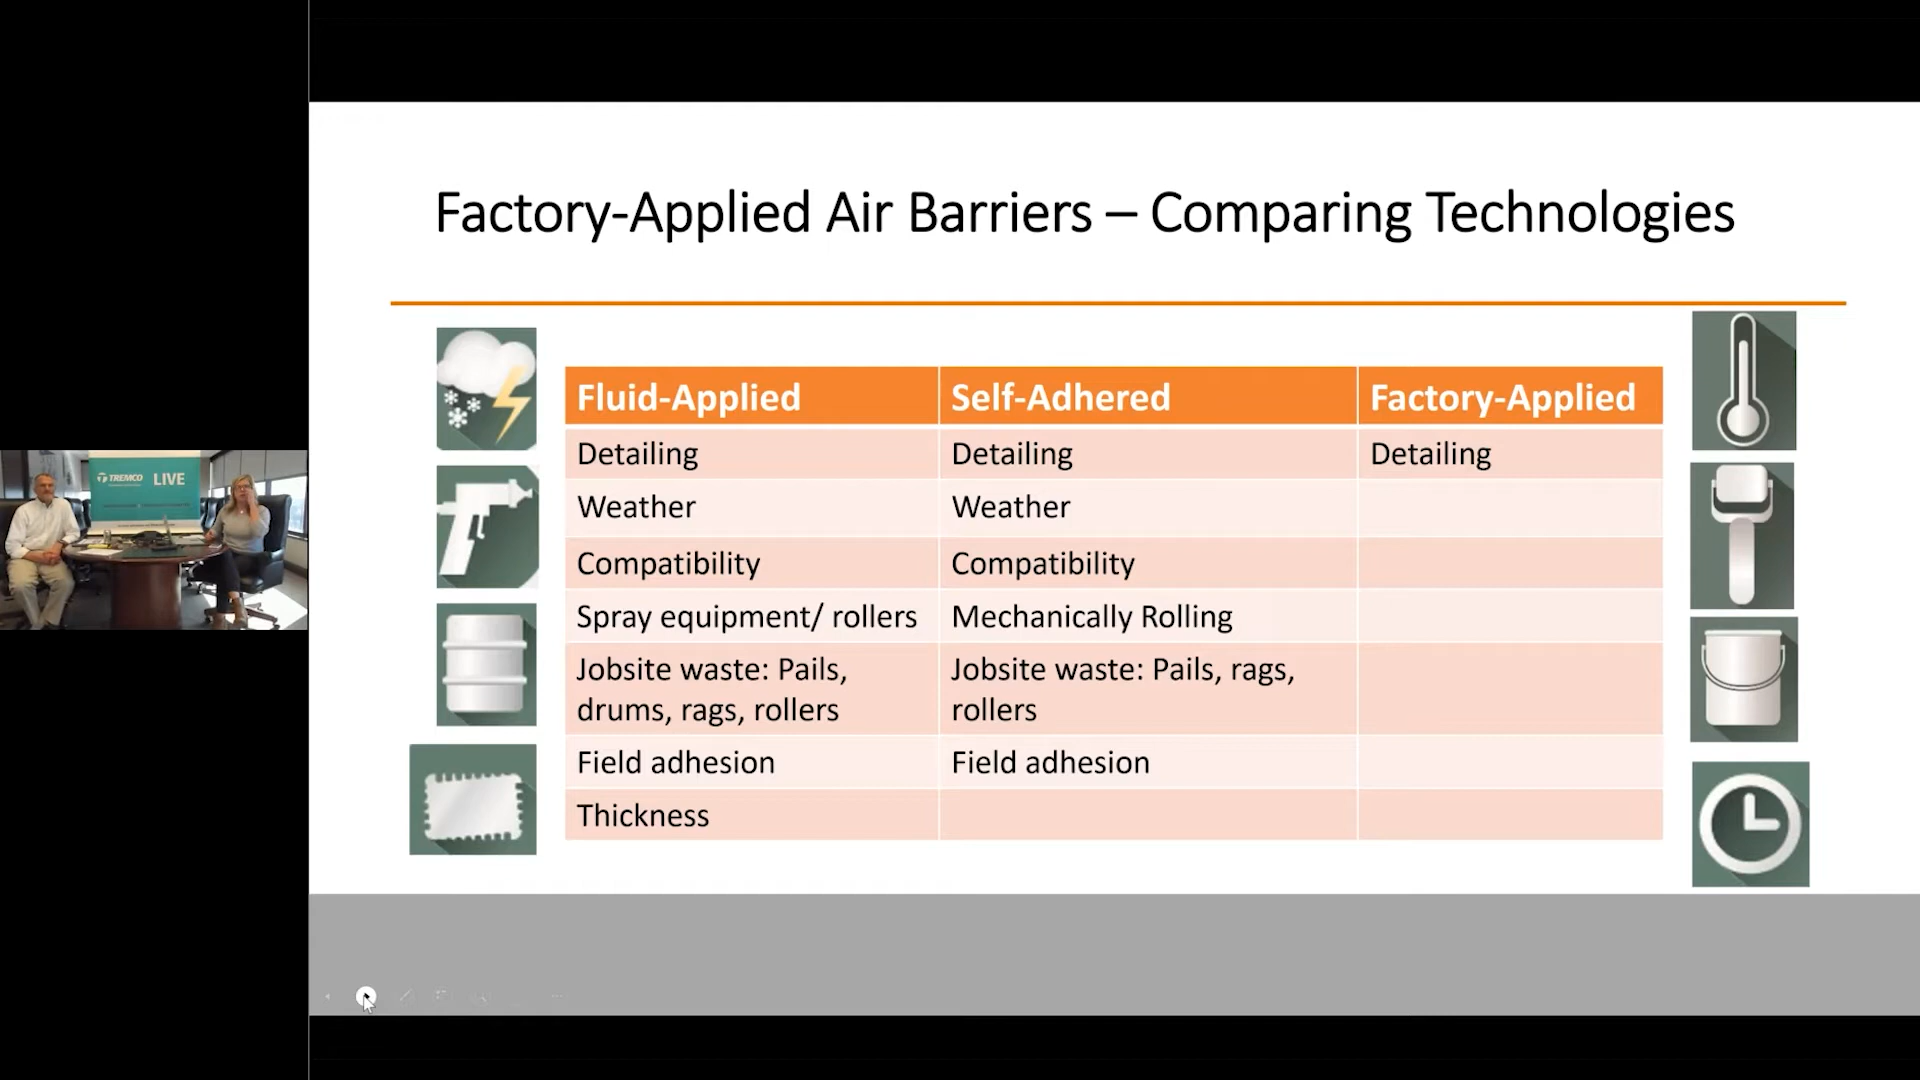 Factory-Applied Air Barriers – Comparing Technologies
Fluid-Applied
Self-Adhered
Factory-Applied
Detailing
Detailing
Detailing
Weather
Weather
Compatibility
Compatibility
Spray equipment/ rollers
Mechanically Rolling
Jobsite waste: Pails,
drums, rags, rollers
Jobsite waste: Pails, rags,
rollers
Field adhesion
Field adhesion
Thickness
TREMCO
LIVE